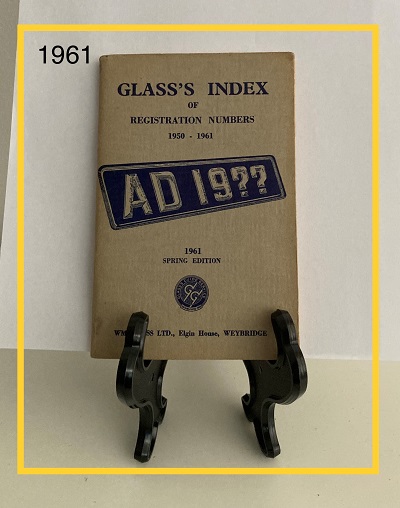 1961
GLASS'S INDEX
OF
REGISTRATION NUMBERS
1950 - 1961
AD 19??
1961
SPRING EDITION
LTD., Elgin House, WEYBRIDGE